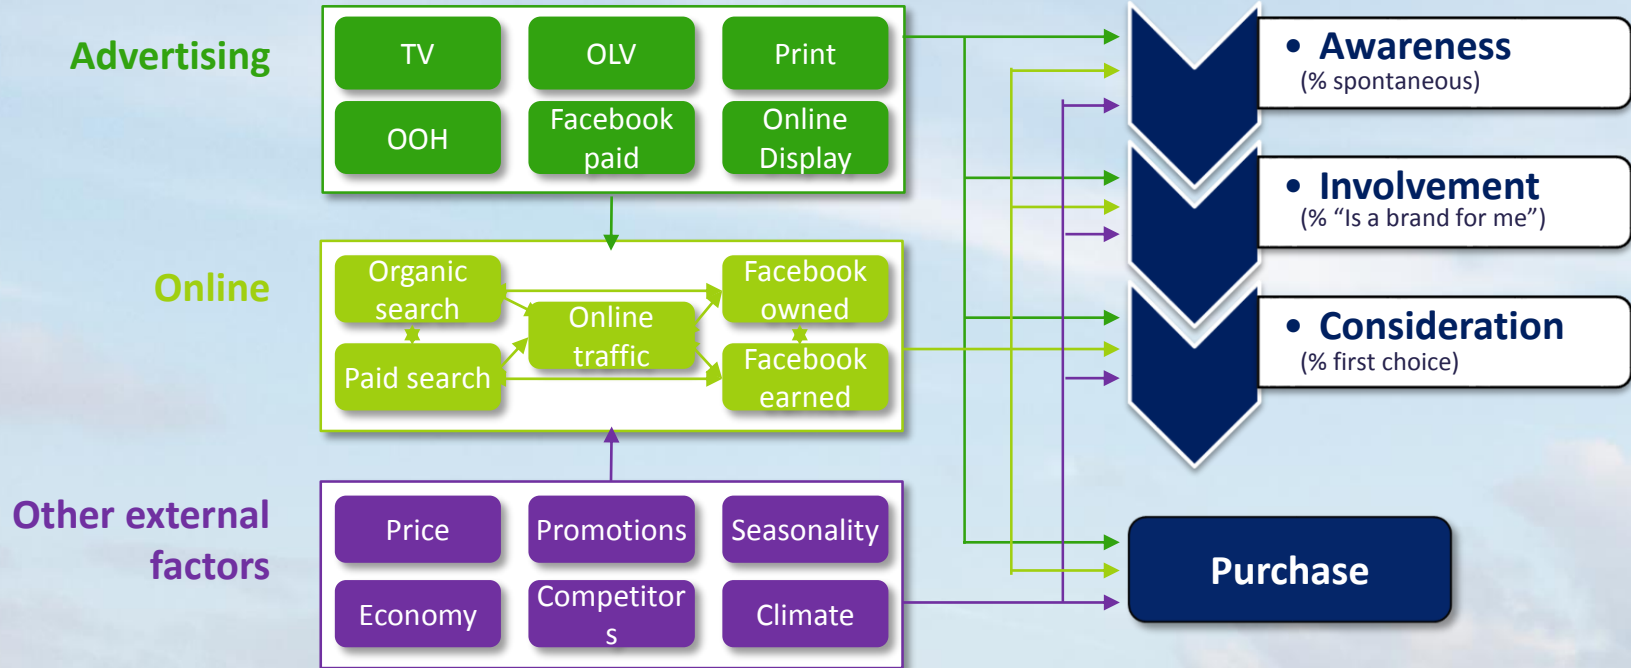 Advertising
TV
OLV
Print
OOH
Facebook
paid
Online
Display
Online
Organic
search
Online
traffic
Facebook
owned
Paid search
Facebook
earned
Other external
factors
Price
Promotions
Seasonality
Economy
Competitor
s
Climate
• Awareness
(% spontaneous)
• Involvement
(% “Is a brand for me”)
• Consideration
(% first choice)
Purchase